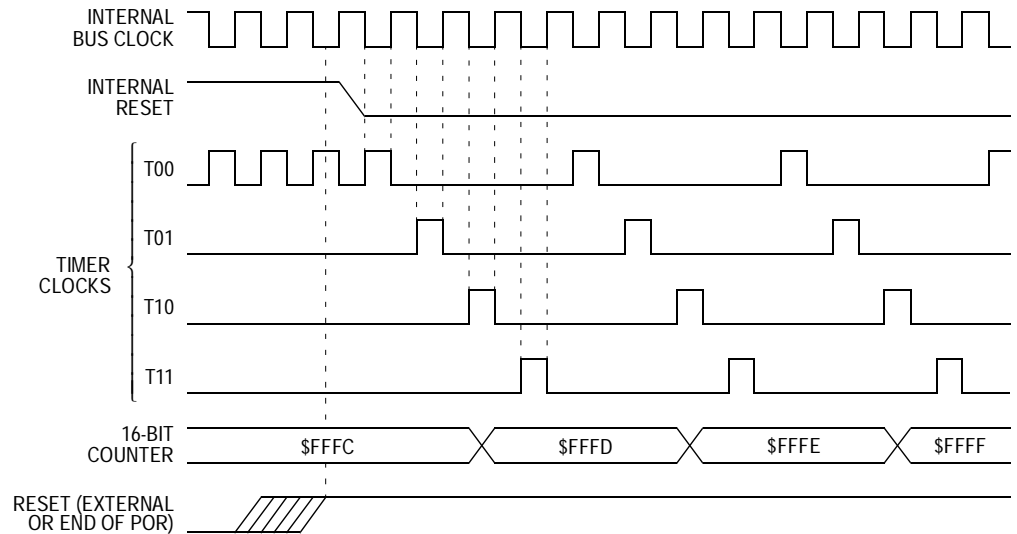 INTERNAL
BUS CLOCK
INTERNAL
RESET
TIMER
CLOCKS
T00
T01
T10
T11
16-BIT
COUNTER
$FFFC
$FFFD
$FFFE
$FFFF
RESET (EXTERNAL
OR END OF POR)